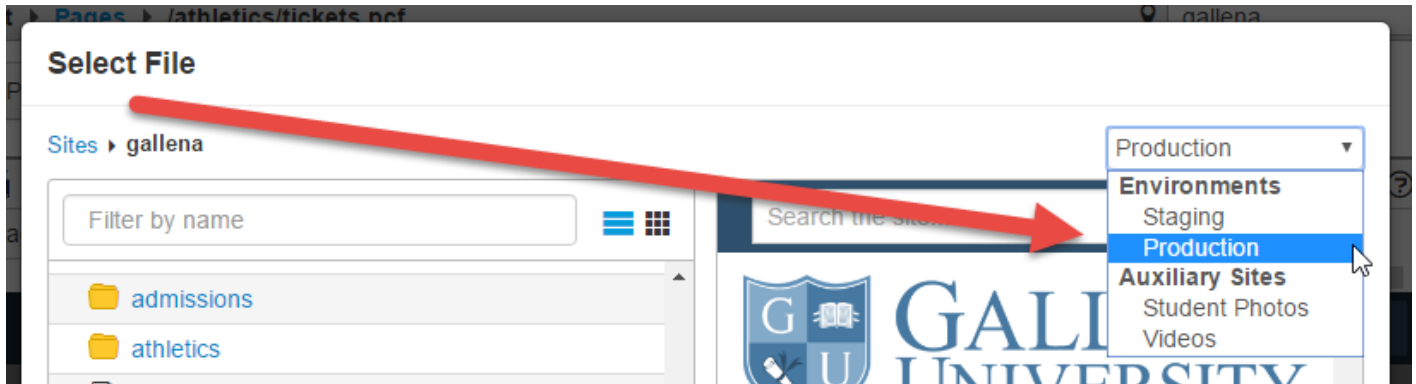 Pages /athletics/tickets.pcf
gallena
Select File
Sites gallena
Production
Filter by name
Search the site
Environments
Staging
Production
Auxiliary Sites
Student Photos
Videos
admissions
athletics
G U
GALL
UNIVERSITY